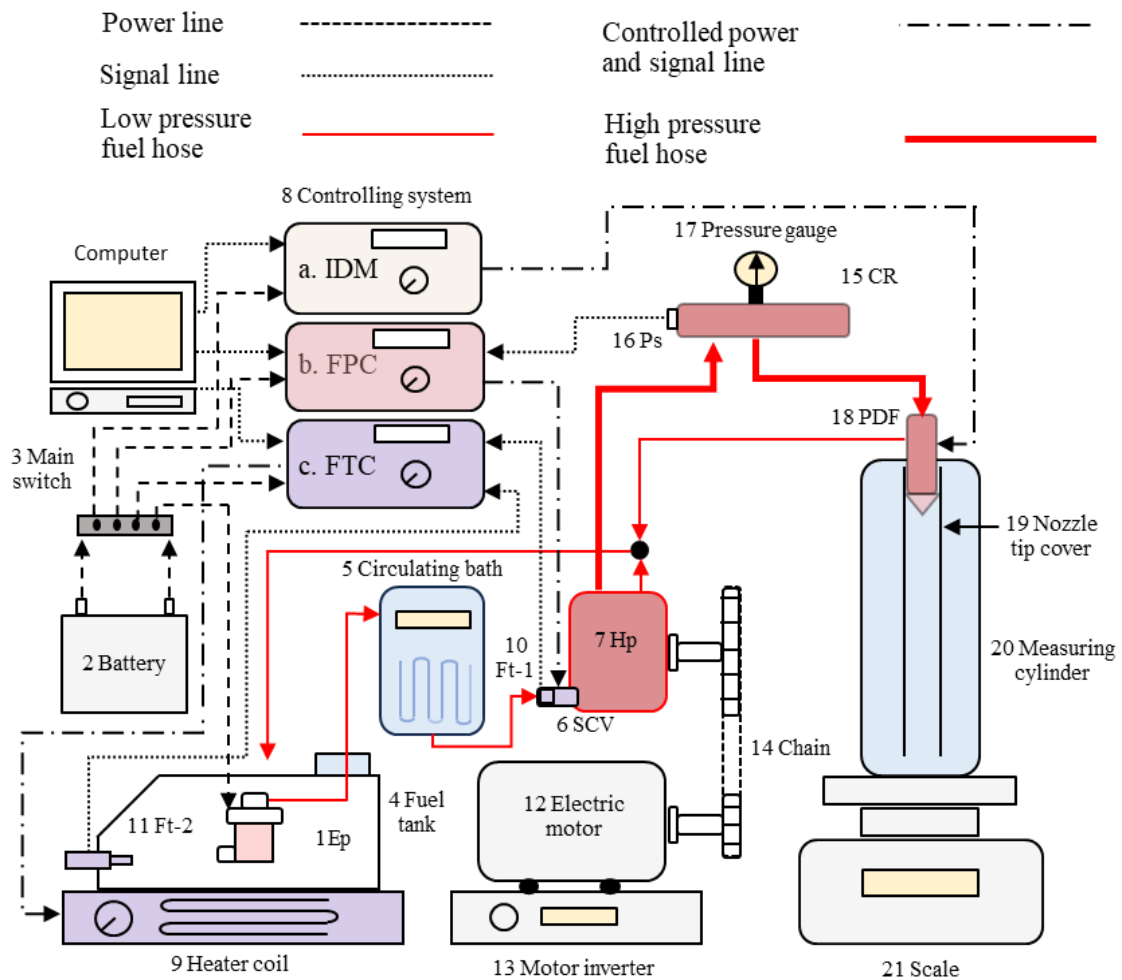 Power line
Signal line
Low pressure
fuel hose
Controlled power
and signal line
High pressure
fuel hose
8 Controlling system
Computer
a. IDM
b. FPC
c. FTC
17 Pressure gauge
15 CR
16 Ps
18 PDF
3 Main
switch
19 Nozzle
tip cover
5 Circulating bath
2 Battery
10
Ft-1
7 Hp
20 Measuring
cylinder
6 SCV
14 Chain
4 Fuel
tank
12 Electric
motor
11 Ft-2
1Ep
9 Heater coil
13 Motor inverter
21 Scale